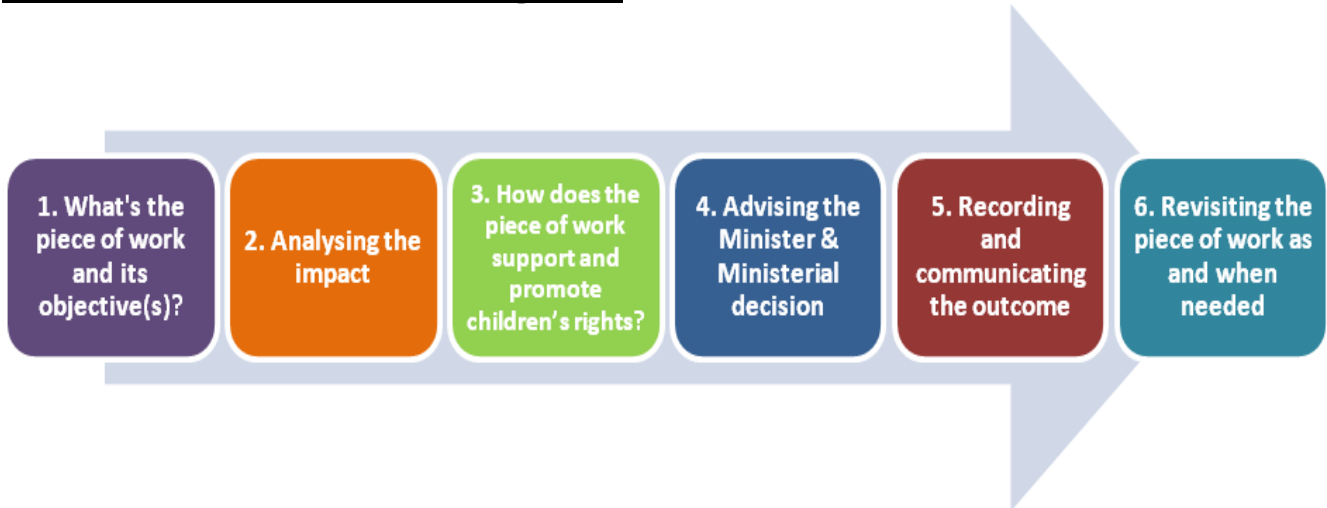 1. What's the
piece of work
and its
objective(s)?
2. Analysing the
impact
3. How does the
piece of work
support and
promote
children’s rights?
4. Advising the
Minister &
Ministerial
decision
5. Recording
and
communicating
the outcome
6. Revisiting the
piece of work as
and when
needed